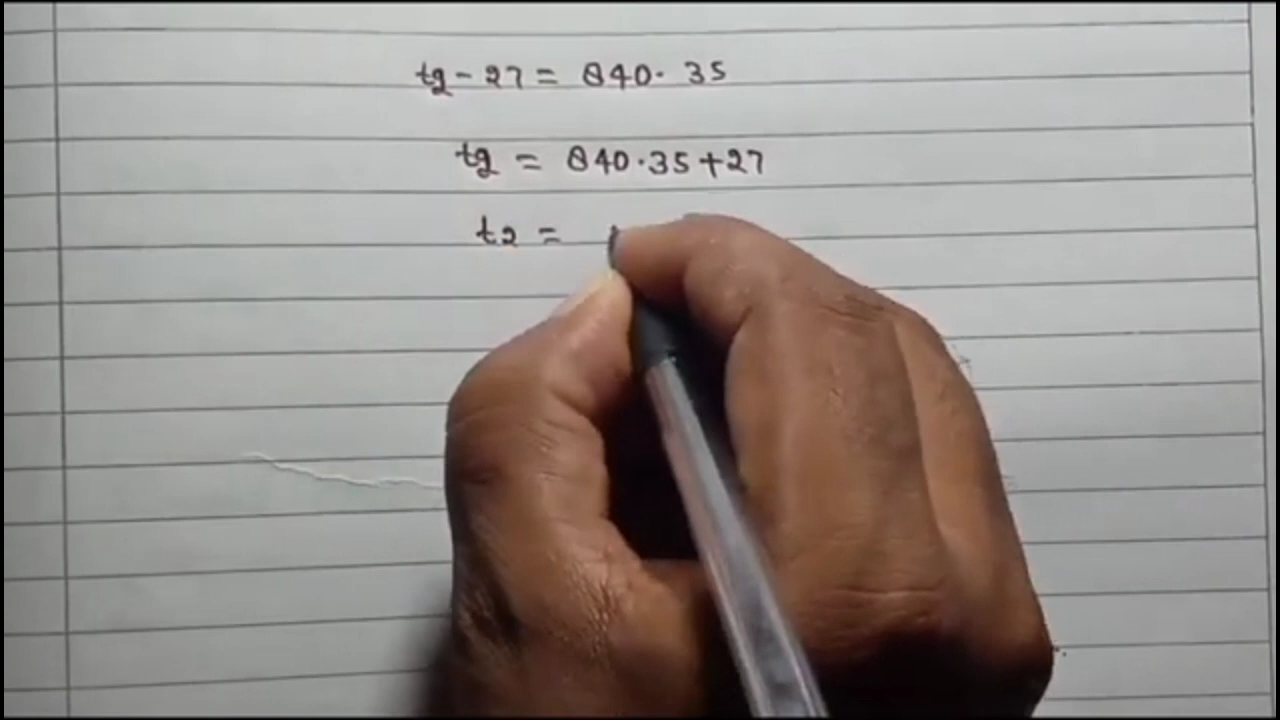 t2 - 27 = 840.35
t2 = 840.35 + 27
t2 =